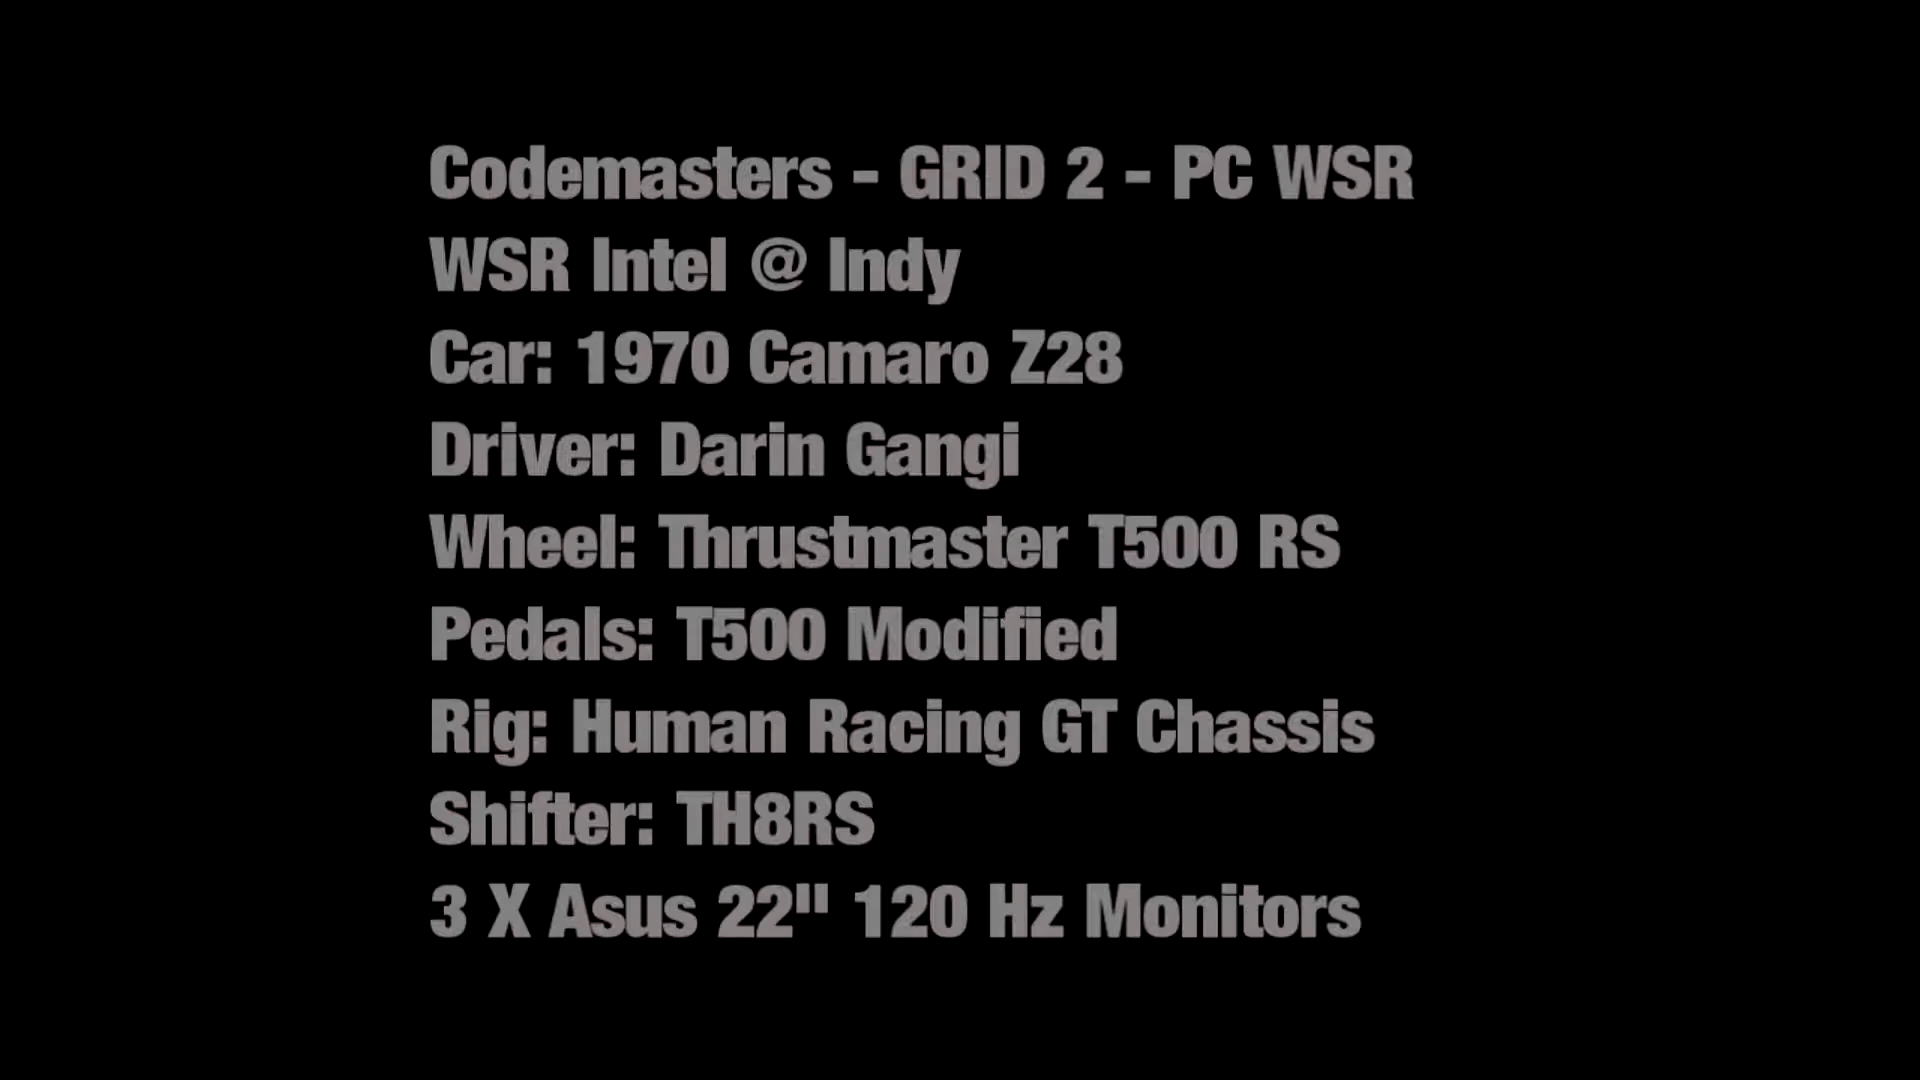 Codemasters - GRID 2 - PC WSR
WSR Intel @ Indy
Car: 1970 Camaro Z28
Driver: Darin Gangi
Wheel: Thrustmaster T500 RS
Pedals: T500 Modified
Rig: Human Racing GT Chassis
Shifter: TH8RS
3 X Asus 22" 120 Hz Monitors